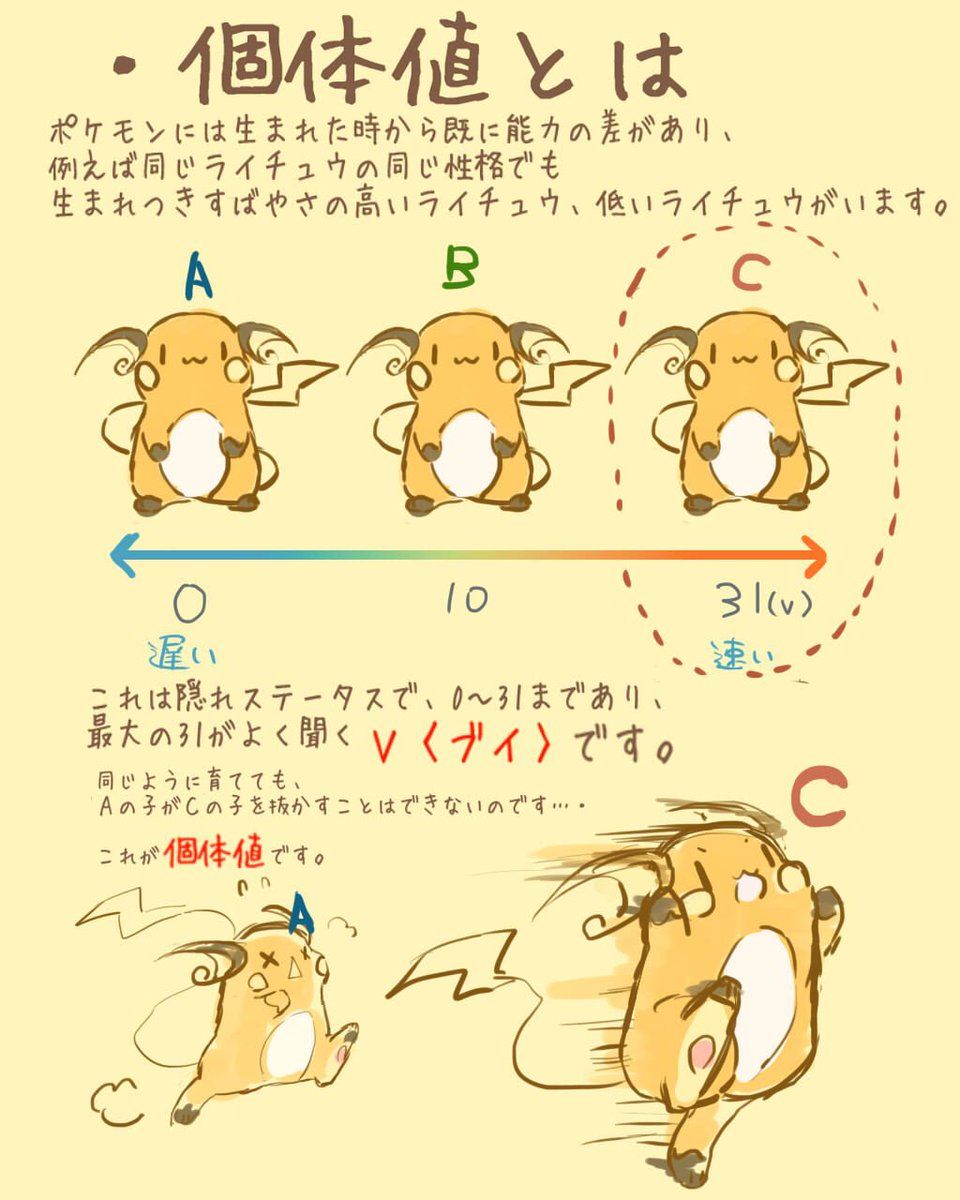 ・個体値とは
ポケモンには生まれた時から既に能力の差があり、
例えば同じライチュウの同じ性格でも
生まれつきすばやさの高いライチュウ、低いライチュウがいます。
A B C
0 10 31(v)
遅い 速い
これは隠れステータスで、0〜31まであり、
最大の31がよく聞く V〈ブイ〉です。
同じように育てても、
Aの子がCの子を抜かすことはできないのです…・
これが個体値です。
C
A